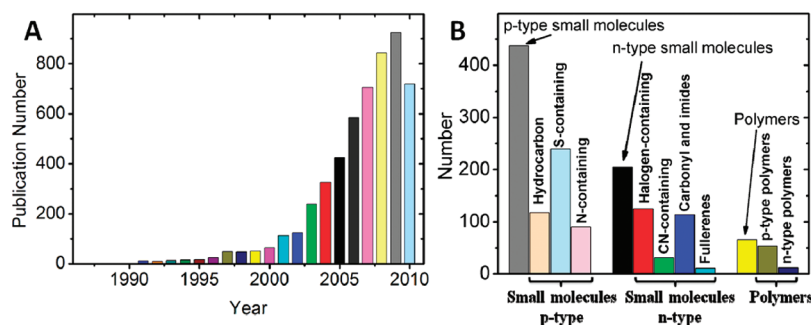 A
Publication Number
800
600
400
200
0
1990
1995
2000
2005
2010
Year
B
p-type small molecules
n-type small molecules
Number
400
300
200
100
0
Hydrocarbon
S-containing
N-containing
Halogen-containing
CN-containing
Carbonyl and imides
Fullerenes
Polymers
p-type polymers
n-type polymers
Small molecules
p-type
Small molecules
n-type
Polymers